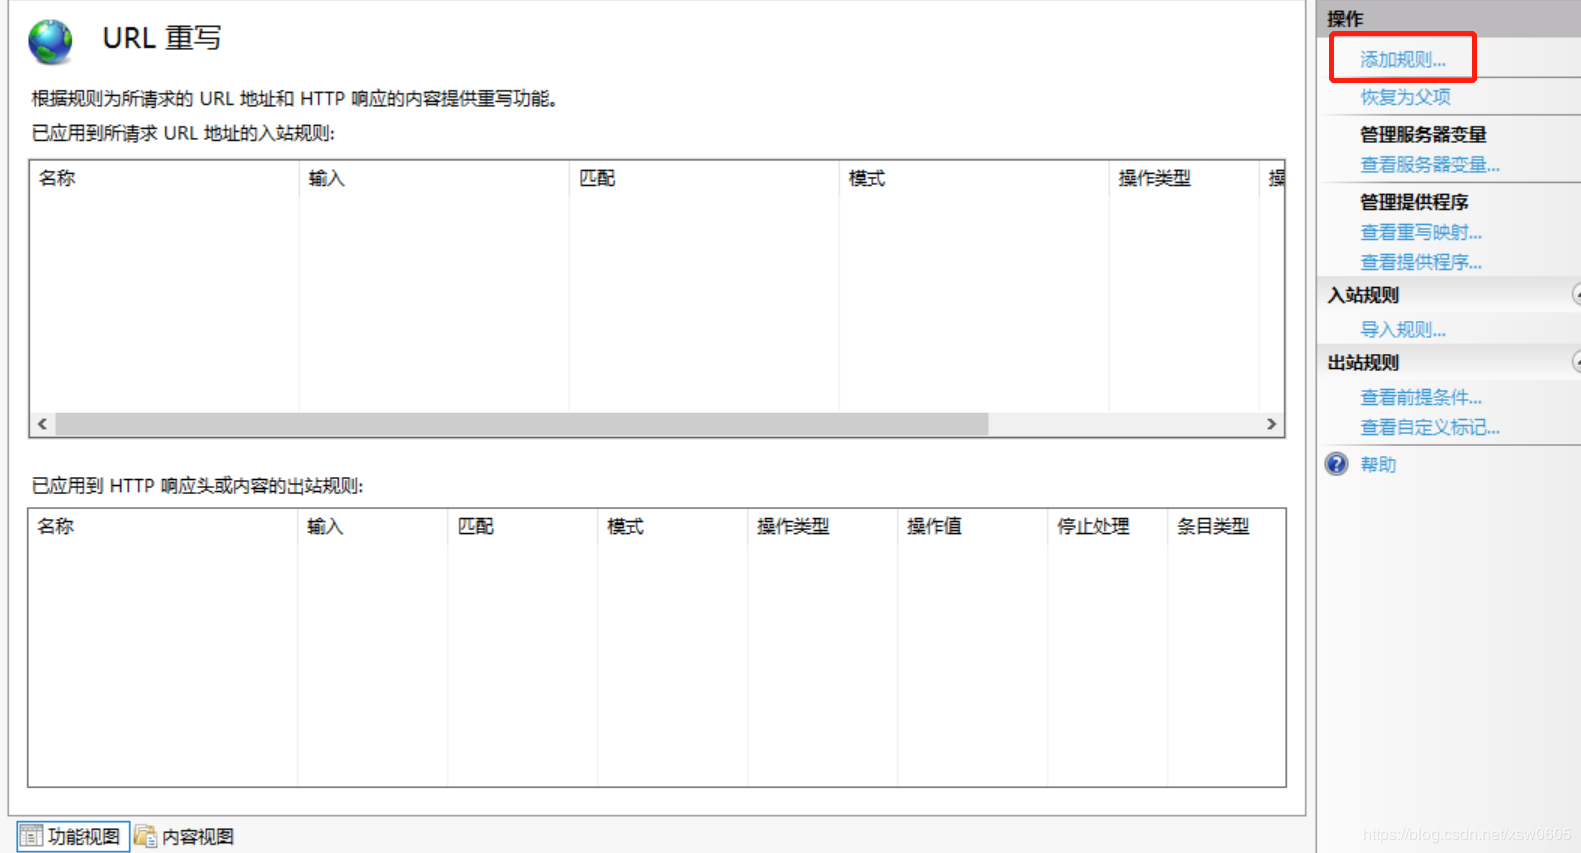 URL 重写
根据规则为所请求的 URL 地址和 HTTP 响应的内容提供重写功能。
已应用到所请求 URL 地址的入站规则:
名称 输入 匹配 模式 操作类型 操
已应用到 HTTP 响应头或内容的出站规则:
名称 输入 匹配 模式 操作类型 操作值 停止处理 条目类型
功能视图 内容视图
操作
添加规则...
恢复为父项
管理服务器变量
查看服务器变量...
管理提供程序
查看重写映射...
查看提供程序...
入站规则
导入规则...
出站规则
查看前提条件...
查看自定义标记...
帮助
https://blog.csdn.net/xsw0605